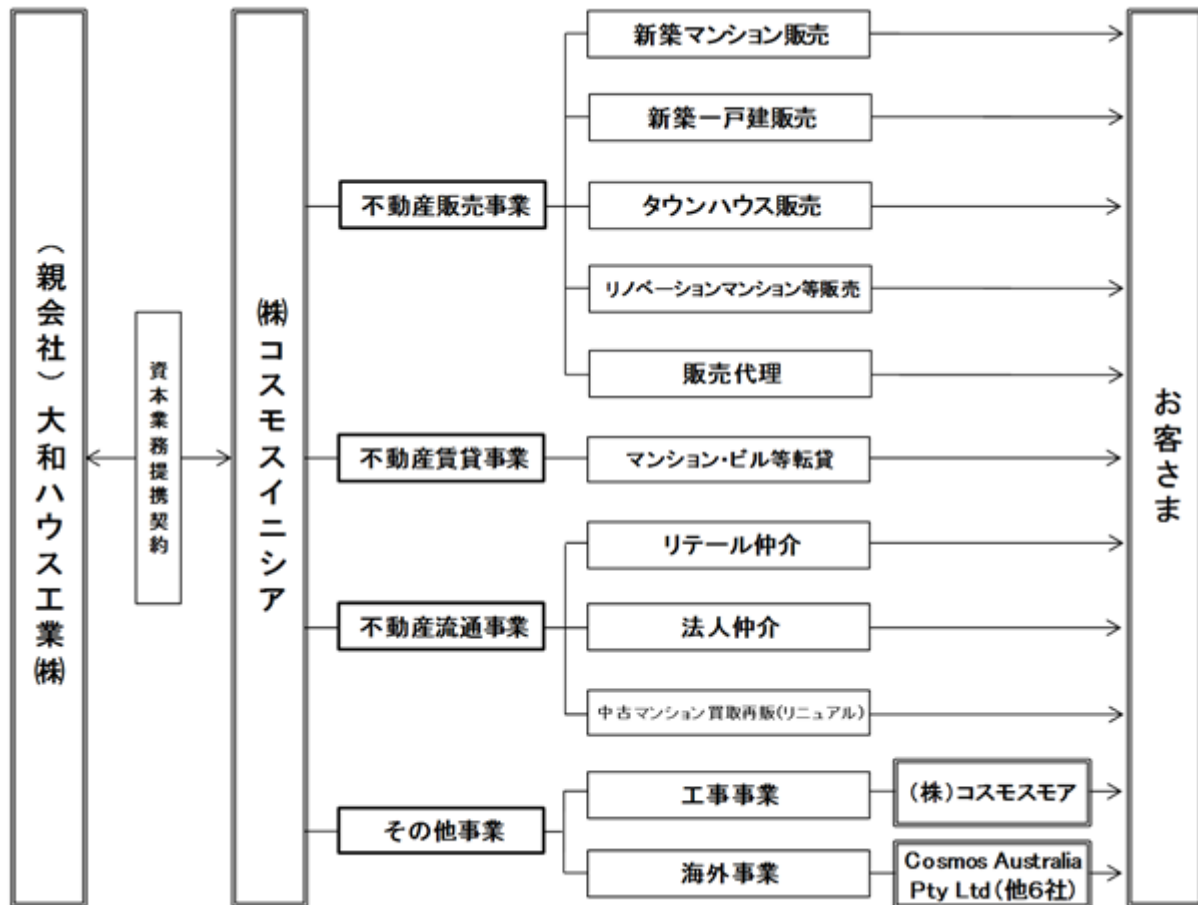 (親会社)大和ハウス工業㈱
資本業務提携契約
㈱コスモスイニシア
不動産販売事業
新築マンション販売
新築一戸建販売
タウンハウス販売
リノベーションマンション等販売
販売代理
不動産賃貸事業
マンション・ビル等転貸
不動産流通事業
リテール仲介
法人仲介
中古マンション買取再販(リニュアル)
その他事業
工事事業
(株)コスモスモア
海外事業
Cosmos Australia
Pty Ltd(他6社)
お客さま